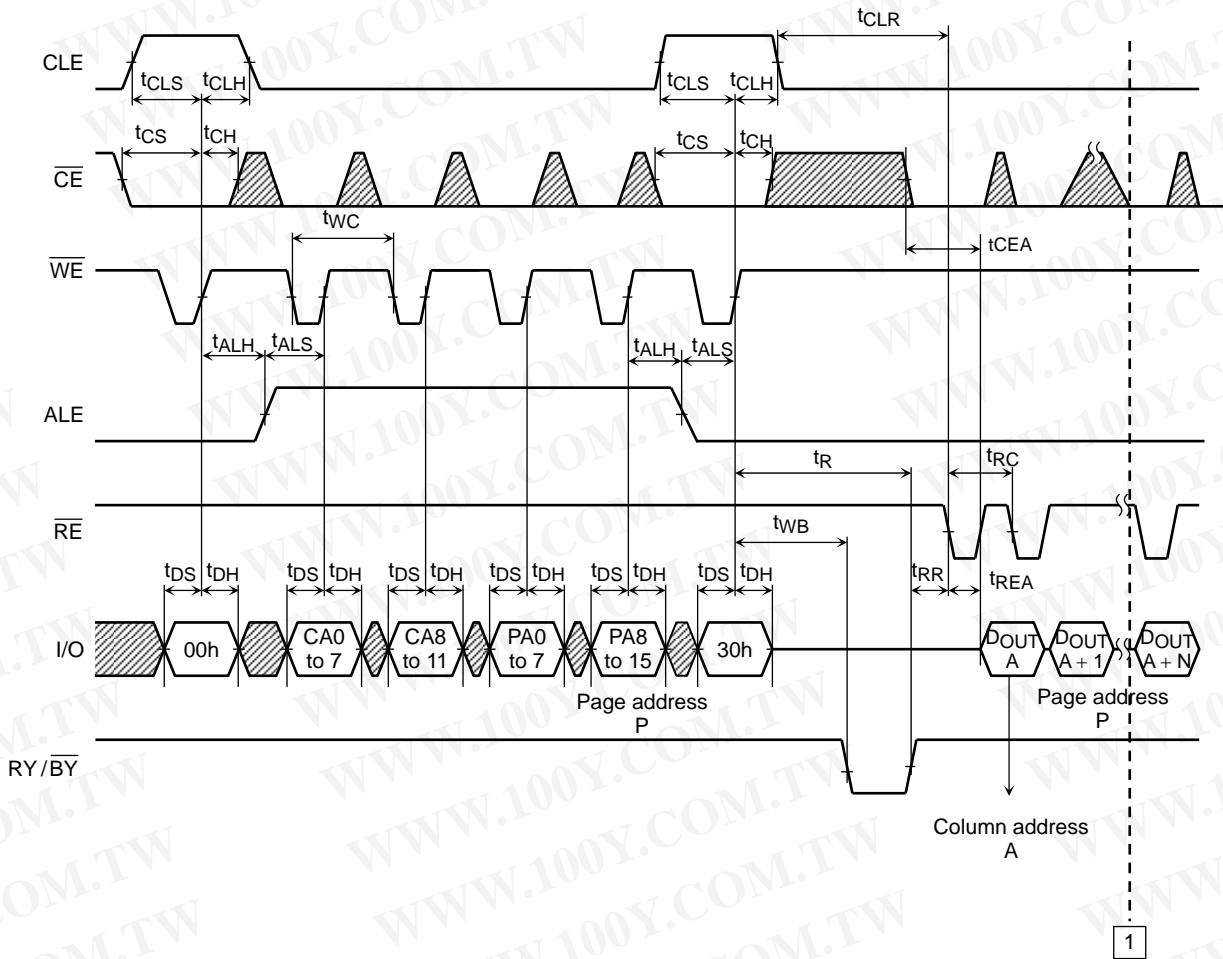 tCLR
CLE
tCLS tCLH tCLS tCLH
tCS tCH tCS tCH
CE
tWC
tCEA
WE
tALH tALS tALH tALS
ALE
tR tRC
RE
tWB
tDS tDH tDS tDH tDS tDH tDS tDH tDS tDH tDS tDH tRR tREA
I/O
00h
CA0
to 7
CA8
to 11
PA0
to 7
PA8
to 15
30h
DOUT
A
DOUT
A + 1
DOUT
A + N
Page address
P
Page address
P
RY/BY
Column address
A
1
WWW.100Y.COM.TW